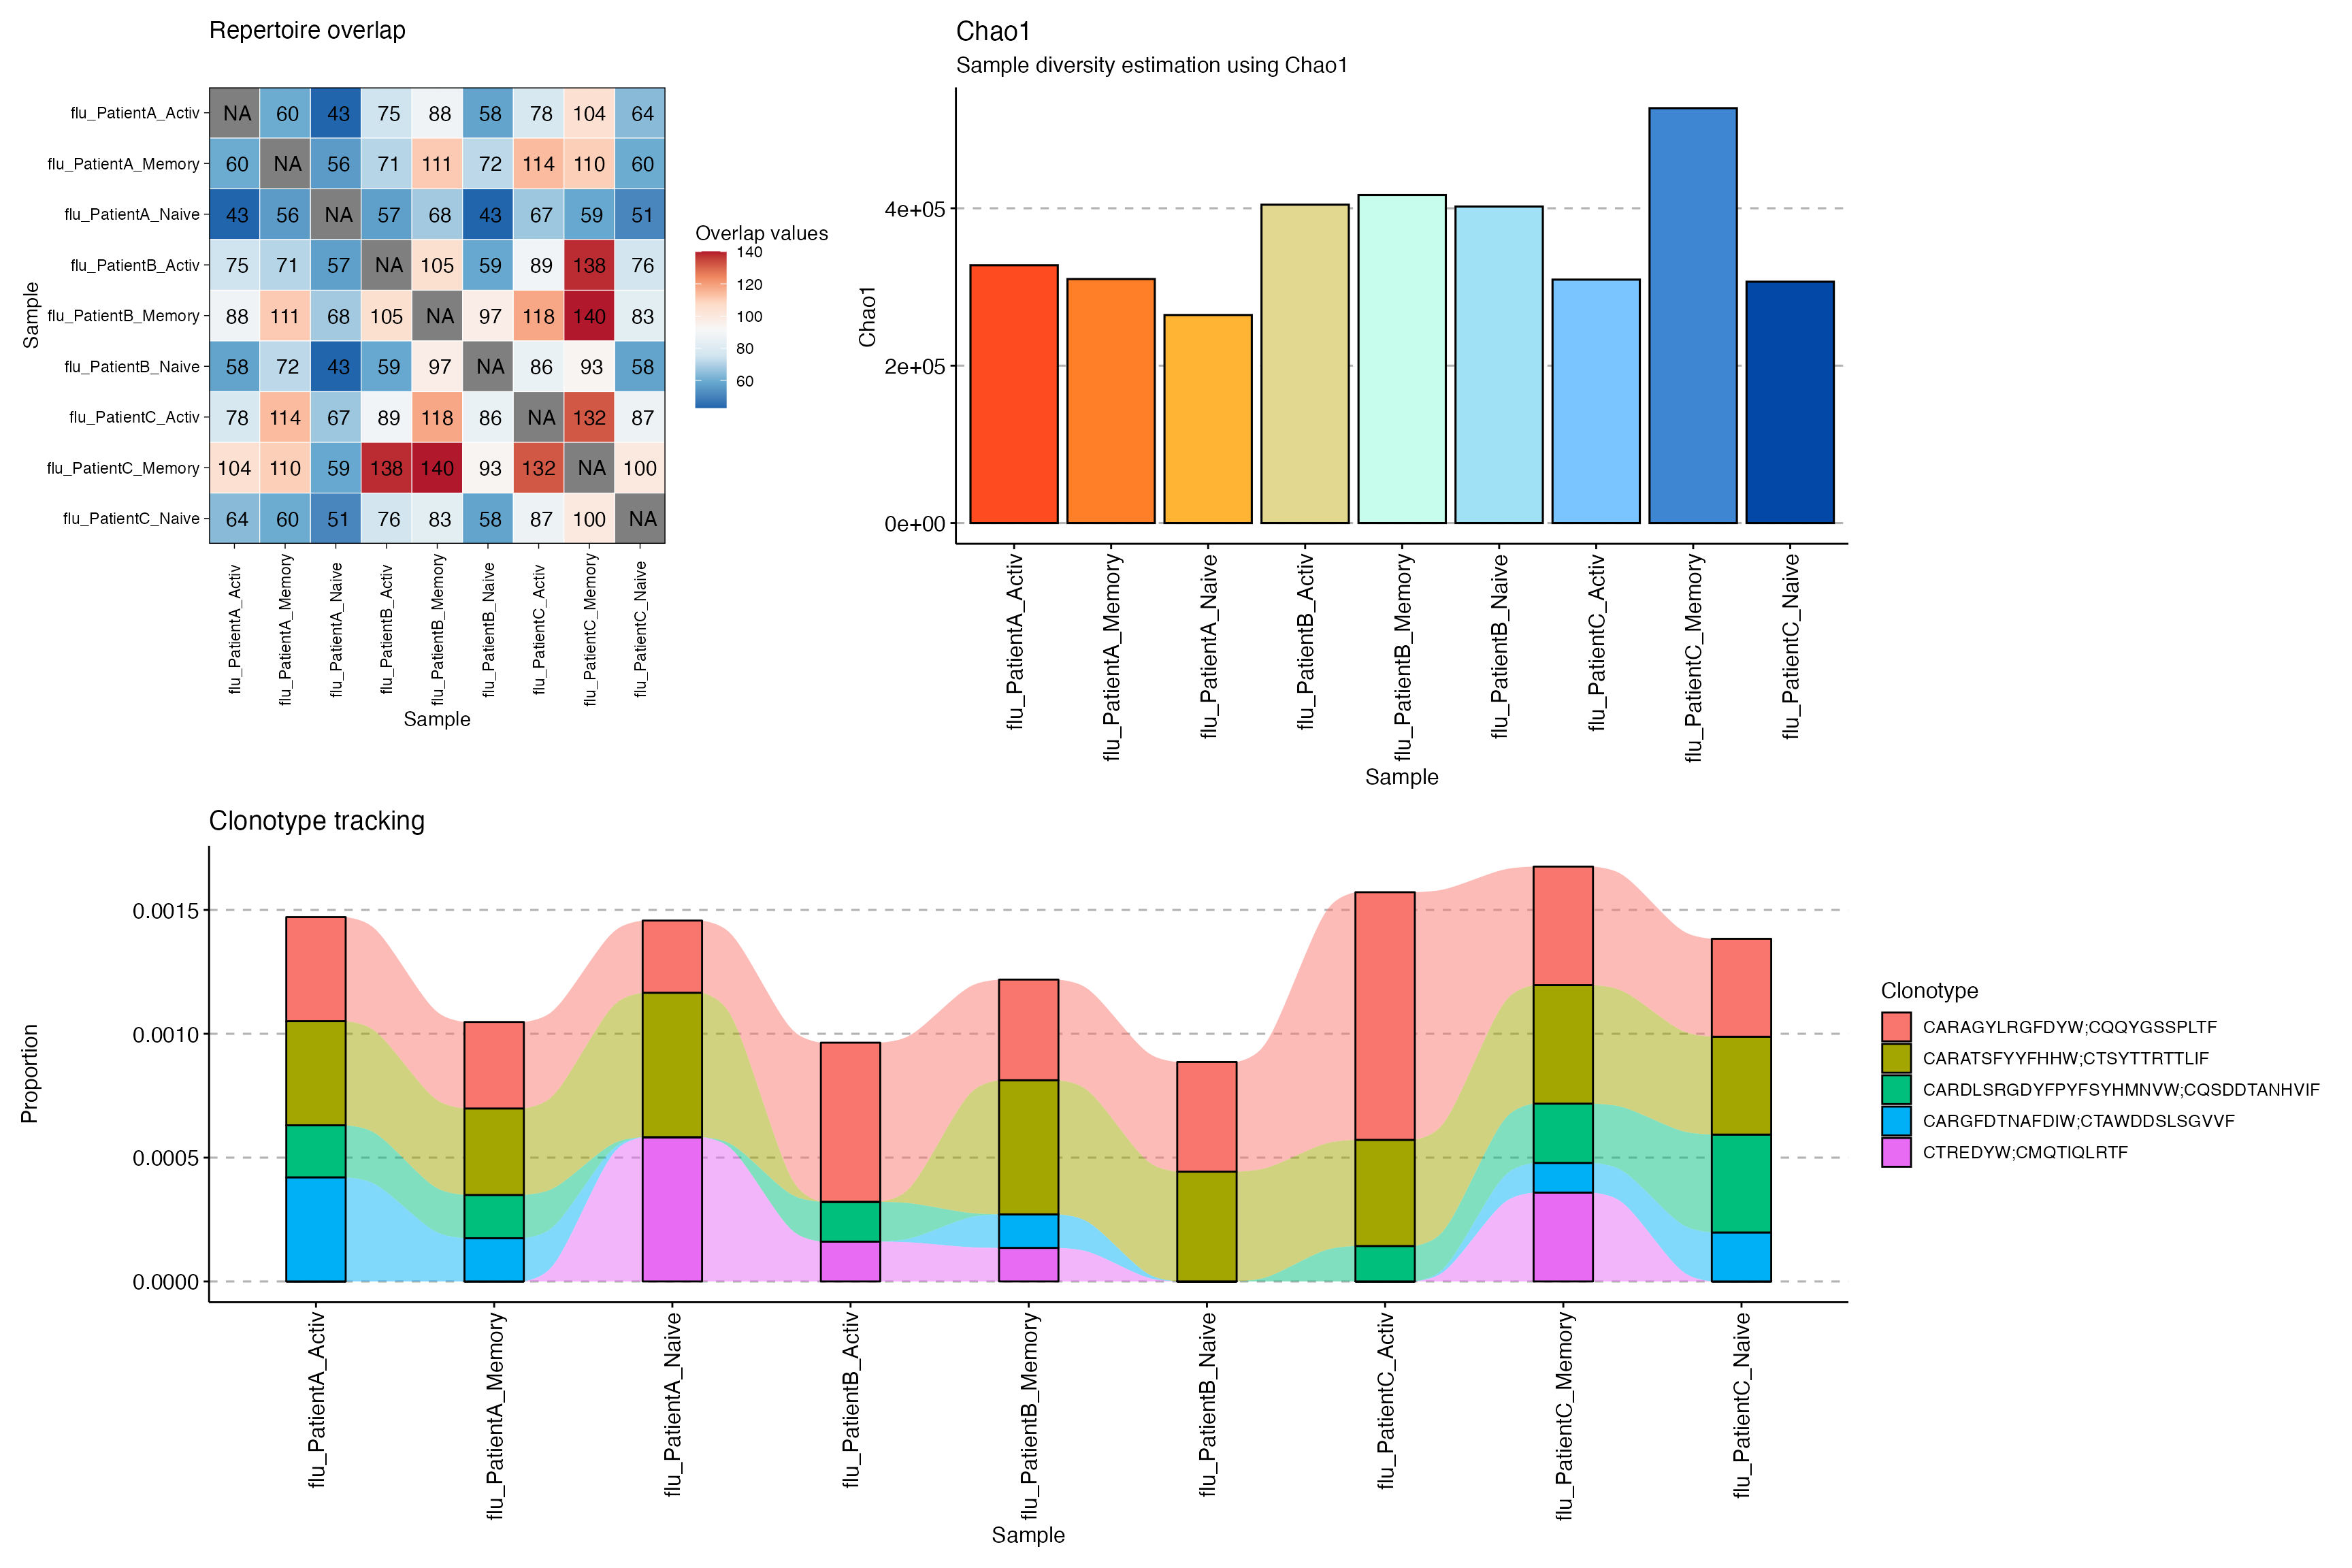 Repertoire overlap
Sample
flu_PatientA_Activ NA 60 43 75 88 58 78 104 64
flu_PatientA_Memory 60 NA 56 71 111 72 114 110 60
flu_PatientA_Naive 43 56 NA 57 68 43 67 59 51
flu_PatientB_Activ 75 71 57 NA 105 59 89 138 76
flu_PatientB_Memory 88 111 68 105 NA 97 118 140 83
flu_PatientB_Naive 58 72 43 59 97 NA 86 93 58
flu_PatientC_Activ 78 114 67 89 118 86 NA 132 87
flu_PatientC_Memory 104 110 59 138 140 93 132 NA 100
flu_PatientC_Naive 64 60 51 76 83 58 87 100 NA
flu_PatientA_Activ
flu_PatientA_Memory
flu_PatientA_Naive
flu_PatientB_Activ
flu_PatientB_Memory
flu_PatientB_Naive
flu_PatientC_Activ
flu_PatientC_Memory
flu_PatientC_Naive
Sample
Overlap values
140
120
100
80
60
Chao1
Sample diversity estimation using Chao1
Chao1
4e+05
2e+05
0e+00
flu_PatientA_Activ
flu_PatientA_Memory
flu_PatientA_Naive
flu_PatientB_Activ
flu_PatientB_Memory
flu_PatientB_Naive
flu_PatientC_Activ
flu_PatientC_Memory
flu_PatientC_Naive
Sample
Clonotype tracking
Proportion
0.0015
0.0010
0.0005
0.0000
flu_PatientA_Activ
flu_PatientA_Memory
flu_PatientA_Naive
flu_PatientB_Activ
flu_PatientB_Memory
flu_PatientB_Naive
flu_PatientC_Activ
flu_PatientC_Memory
flu_PatientC_Naive
Sample
Clonotype
CARAGYLRGFDYW;CQQYGSSPLTF
CARATSFYYFHHW;CTSYTTRTTLIF
CARDLSRGDYFPYFSYHMNVW;CQSDDTANHVIF
CARGFDTNAFDIW;CTAWDDSLSGVVF
CTREDYW;CMQTIQLRTF